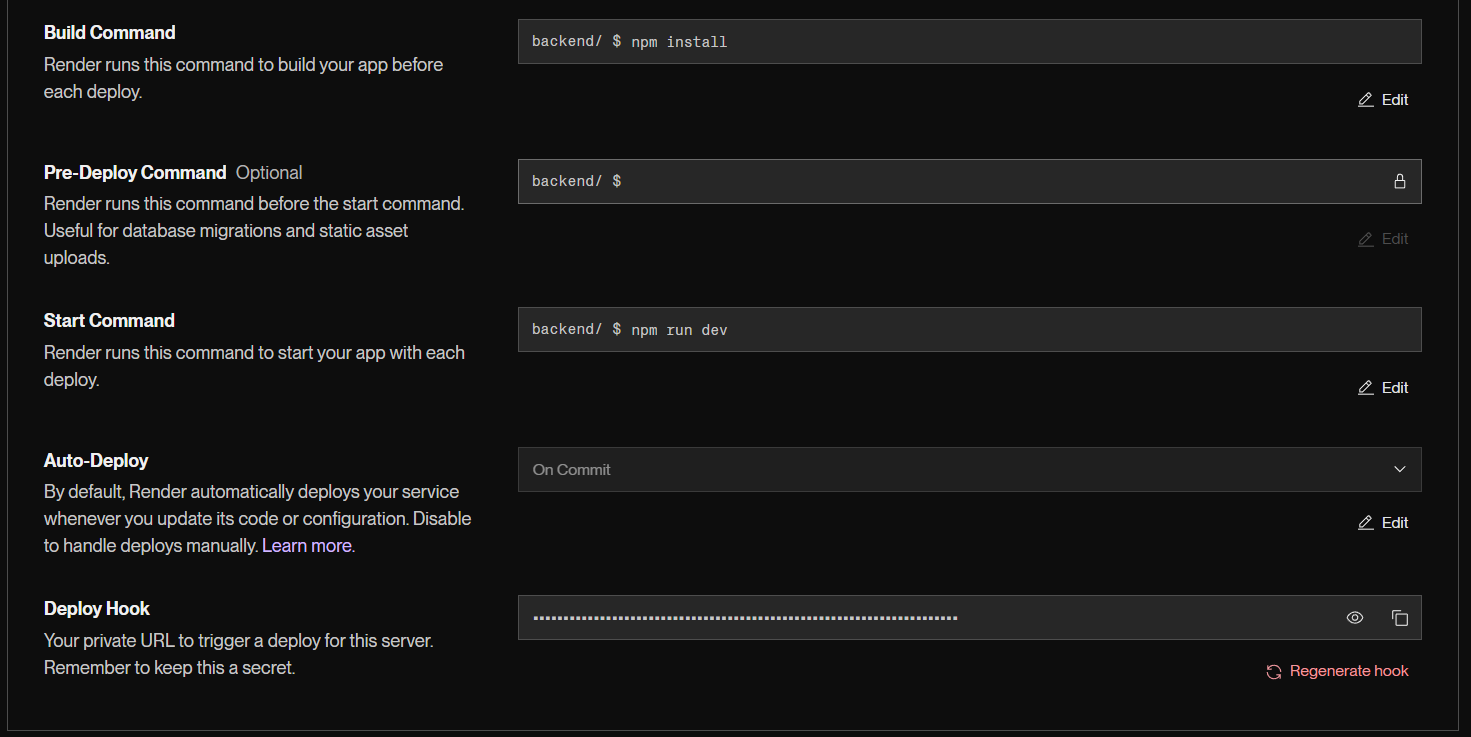 Build Command
Render runs this command to build your app before
each deploy.
backend/ $ npm install
Edit
Pre-Deploy Command Optional
Render runs this command before the start command.
Useful for database migrations and static asset
uploads.
backend/ $
Edit
Start Command
Render runs this command to start your app with each
deploy.
backend/ $ npm run dev
Edit
Auto-Deploy
By default, Render automatically deploys your service
whenever you update its code or configuration. Disable
to handle deploys manually. Learn more.
On Commit
Edit
Deploy Hook
Your private URL to trigger a deploy for this server.
Remember to keep this a secret.
Regenerate hook